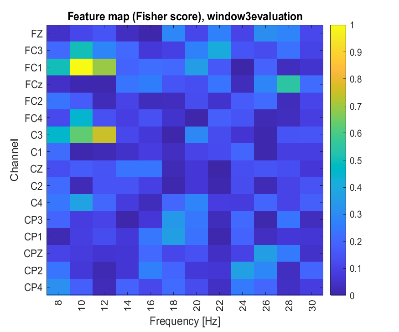 Feature map (Fisher score), window3evaluation
FZ
FC3
FC1
FCz
FC2
FC4
C3
C1
CZ
C2
C4
CP3
CP1
CPZ
CP2
CP4
Channel
8 10 12 14 16 18 20 22 24 26 28 30
Frequency [Hz]
1
0.9
0.8
0.7
0.6
0.5
0.4
0.3
0.2
0.1
0